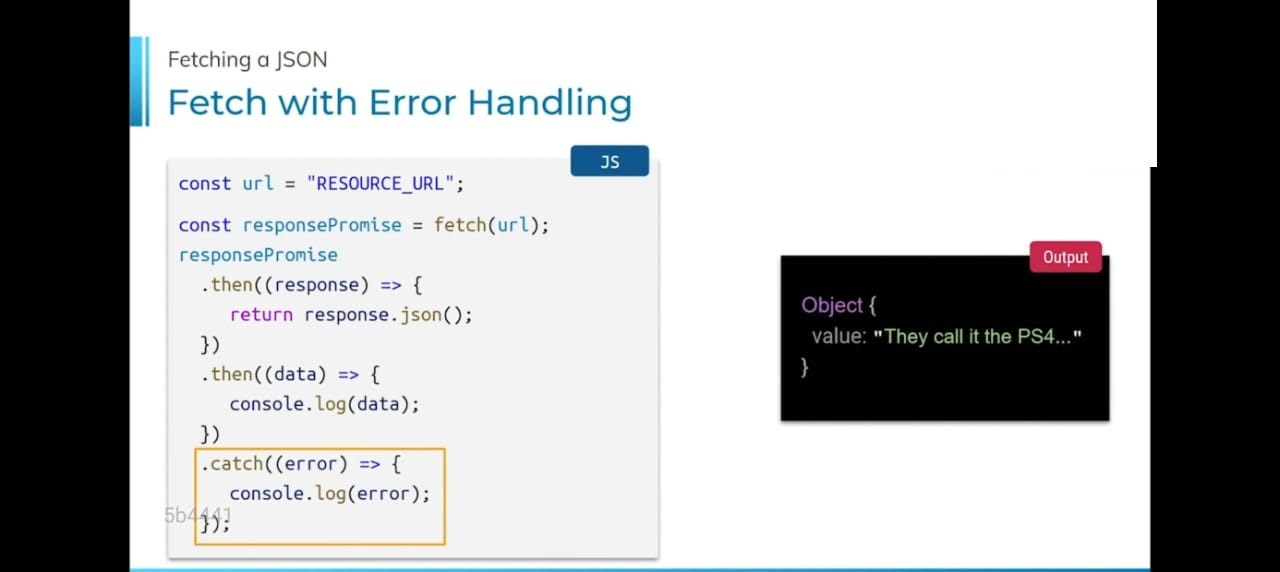 Fetching a JSON
Fetch with Error Handling
JS
const url = "RESOURCE_URL";
const responsePromise = fetch(url);
responsePromise
.then((response) => {
return response.json();
})
.then((data) => {
console.log(data);
})
.catch((error) => {
console.log(error);
});
5b4441
Output
Object {
value: "They call it the PS4..."
}